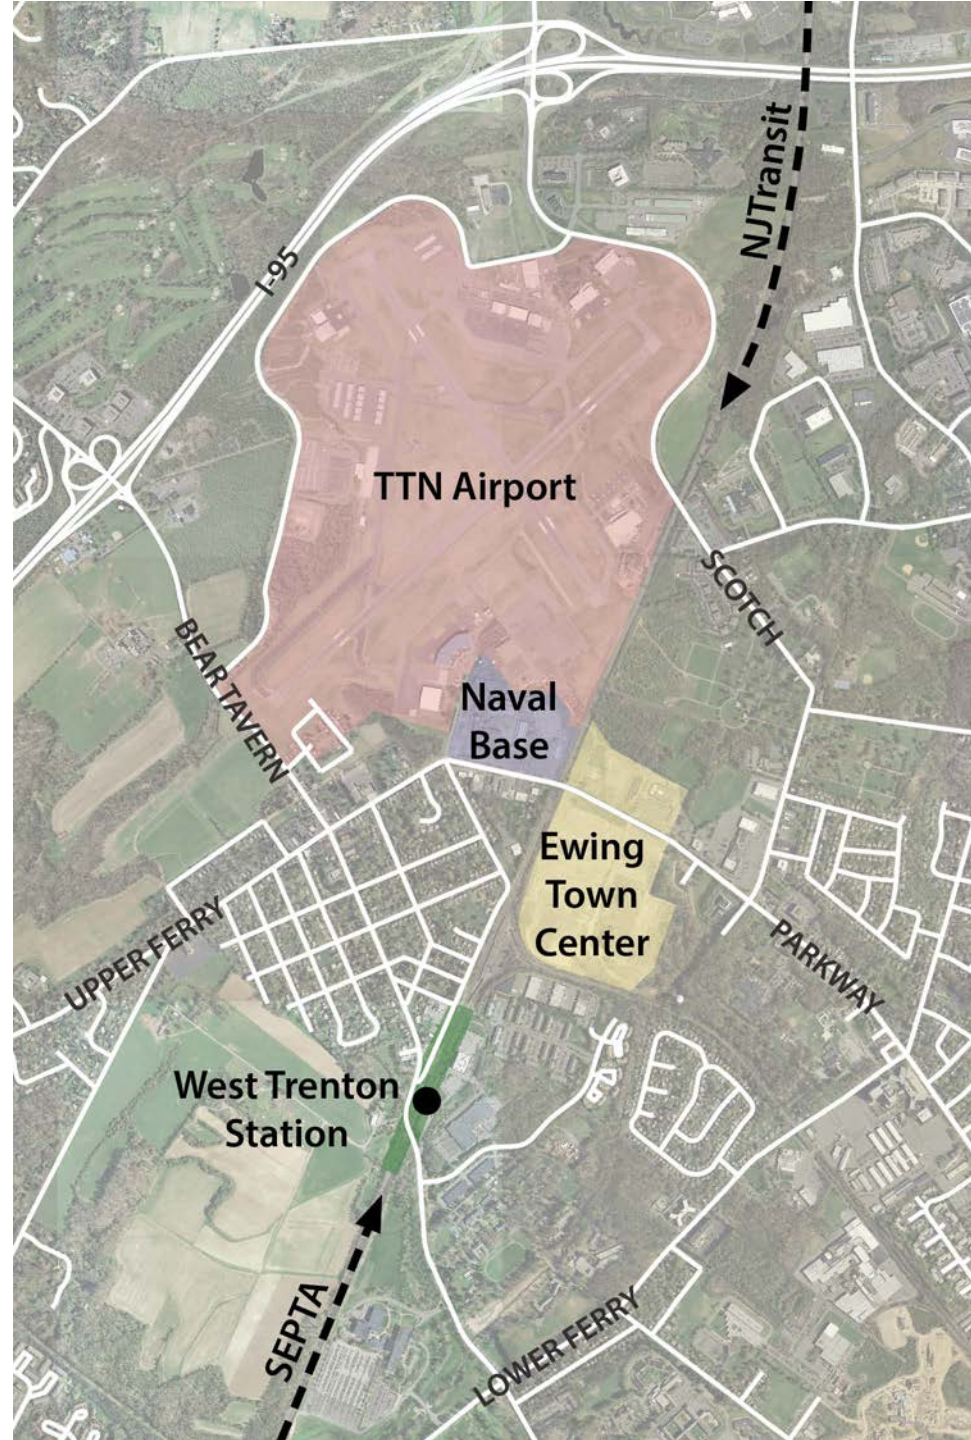 NJTransit
I-95
TTN Airport
SCOTCH
BEAR TAVERN
Naval
Base
Ewing
Town
Center
UPPER FERRY
PARKWAY
West Trenton
Station
SEPTA
LOWER FERRY